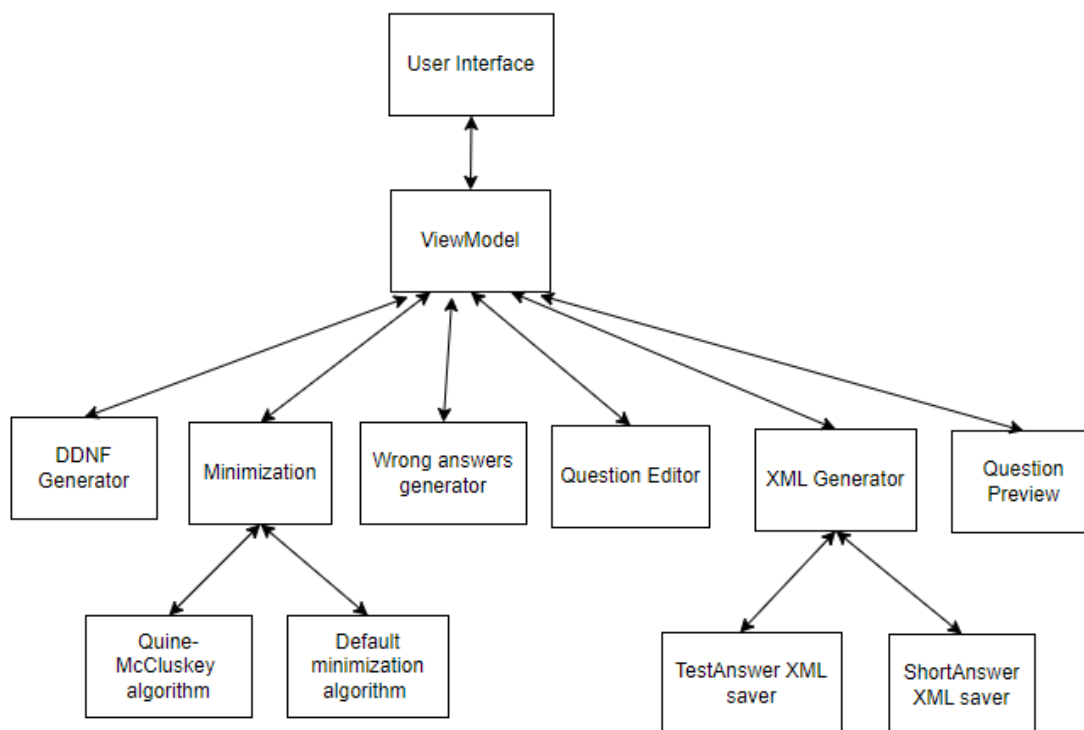 User Interface
ViewModel
DDNF
Generator
Minimization
Wrong answers
generator
Question Editor
XML Generator
Question
Preview
Quine-
McCluskey
algorithm
Default
minimization
algorithm
TestAnswer XML
saver
ShortAnswer
XML saver